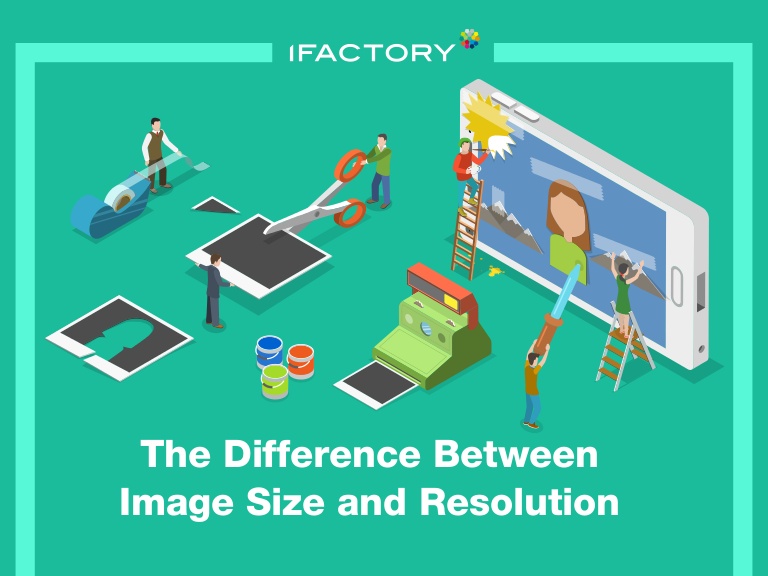 IFACTORY
The Difference Between
Image Size and Resolution